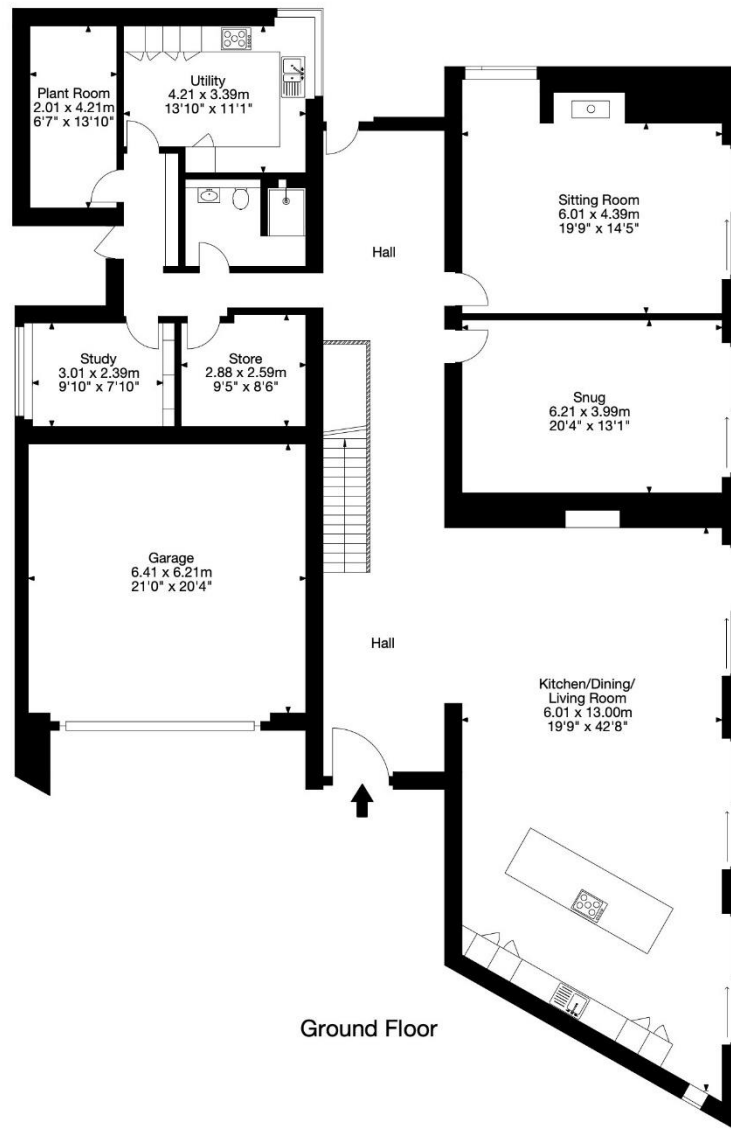 Plant Room
2.01 x 4.21m
6'7" x 13'10"
Utility
4.21 x 3.39m
13'10" x 11'1"
Sitting Room
6.01 x 4.39m
19'9" x 14'5"
Hall
Study
3.01 x 2.39m
9'10" x 7'10"
Store
2.88 x 2.59m
9'5" x 8'6"
Snug
6.21 x 3.99m
20'4" x 13'1"
Garage
6.41 x 6.21m
21'0" x 20'4"
Hall
Kitchen/Dining/
Living Room
6.01 x 13.00m
19'9" x 42'8"
Ground Floor